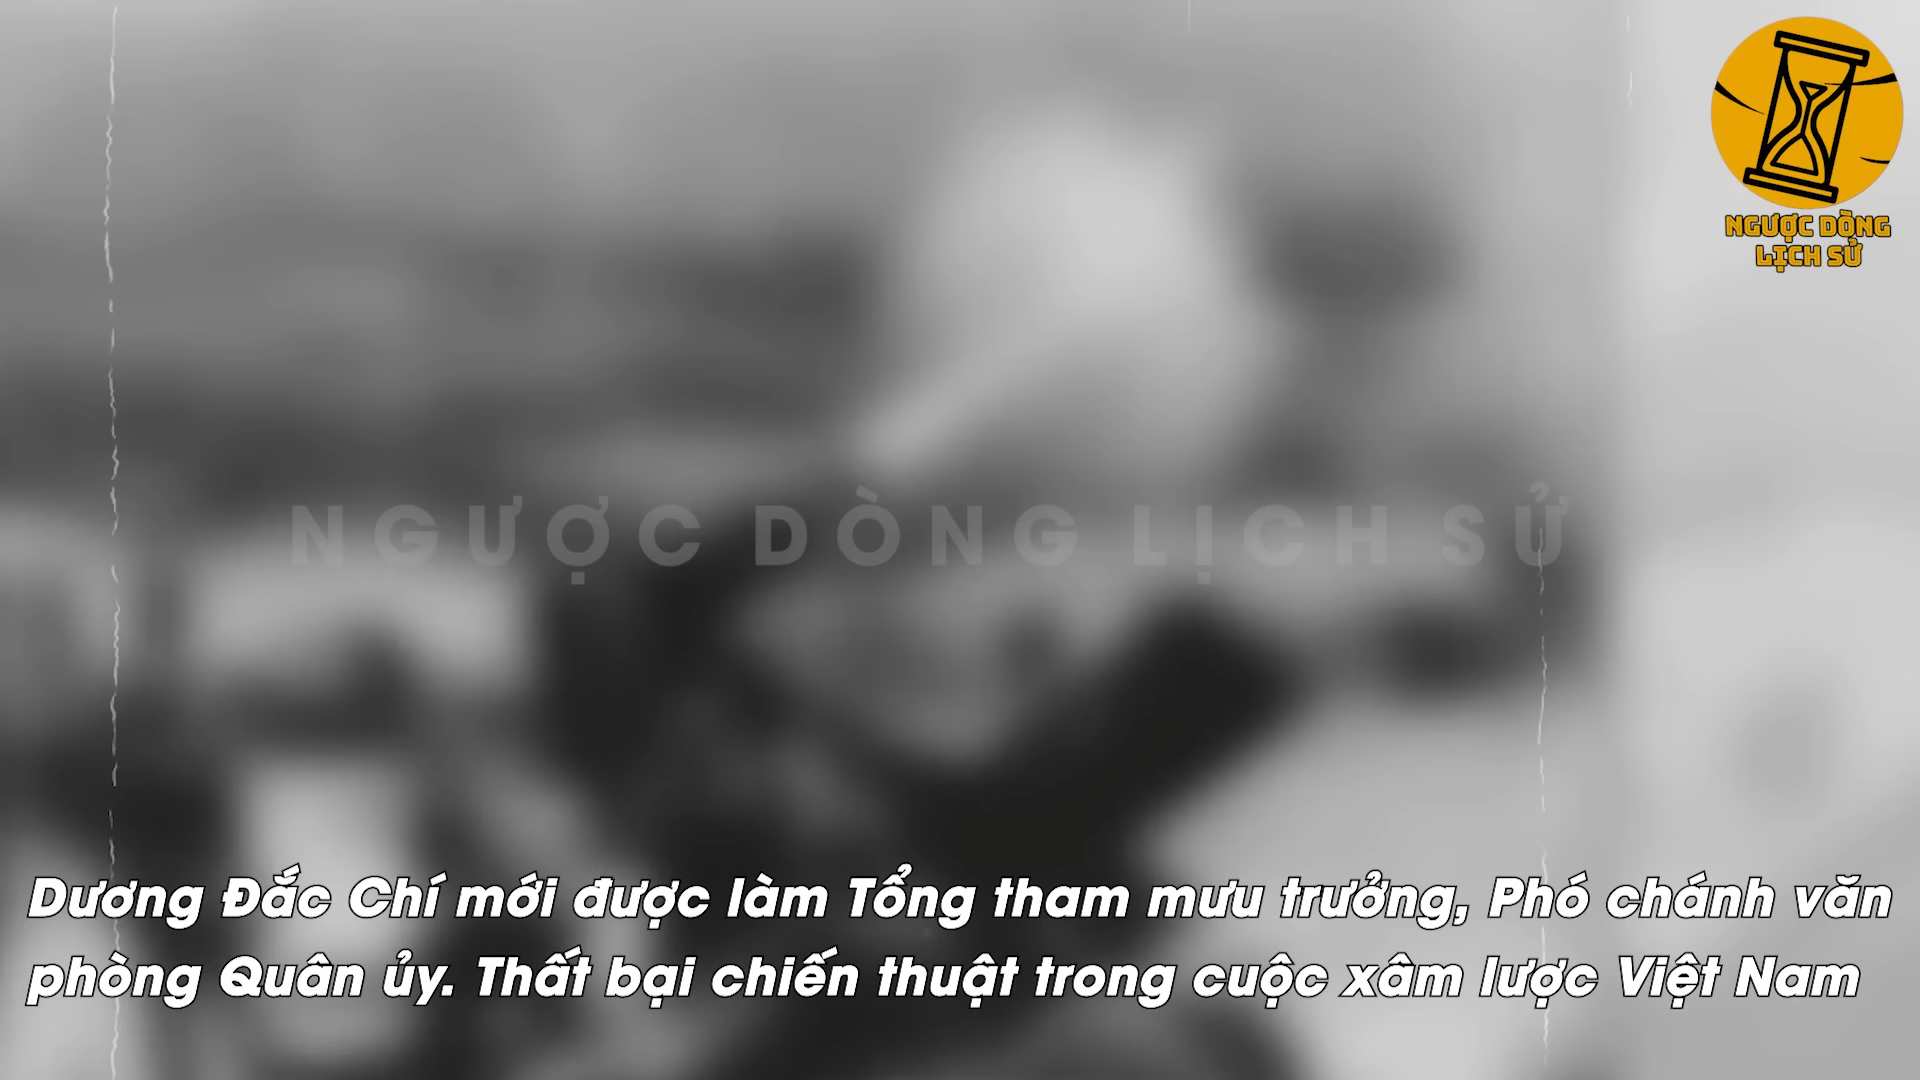 NGƯỢC DÒNG
LỊCH SỬ
NGƯỢC DÒNG LỊCH SỬ
Dương Đắc Chí mới được làm Tổng tham mưu trưởng, Phó chánh văn
phòng Quân ủy. Thất bại chiến thuật trong cuộc xâm lược Việt Nam